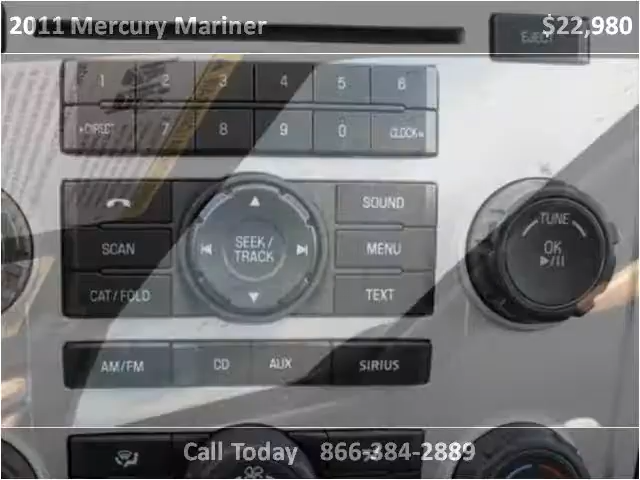 2011 Mercury Mariner $22,980
EJECT
1 2 3 4 5 6
DIRECT 7 8 9 0 CLOCK
SOUND
SCAN SEEK/ MENU
TRACK
CAT/FOLD TEXT
TUNE
OK
AM/FM CD AUX SIRIUS
Call Today 866-384-2889